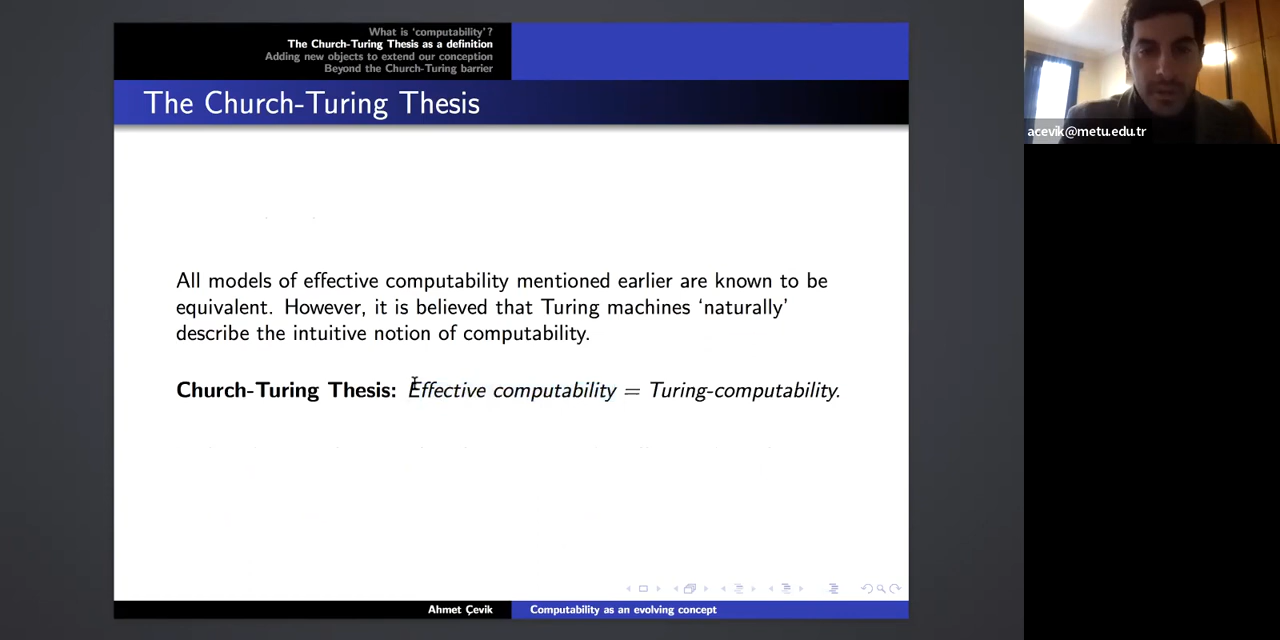 What is ‘computability’?
The Church-Turing Thesis as a definition
Adding new objects to extend our conception
Beyond the Church-Turing barrier
The Church-Turing Thesis
acevik@metu.edu.tr
All models of effective computability mentioned earlier are known to be
equivalent. However, it is believed that Turing machines ‘naturally’
describe the intuitive notion of computability.
Church-Turing Thesis: Effective computability = Turing-computability.
Ahmet Çevik
Computability as an evolving concept